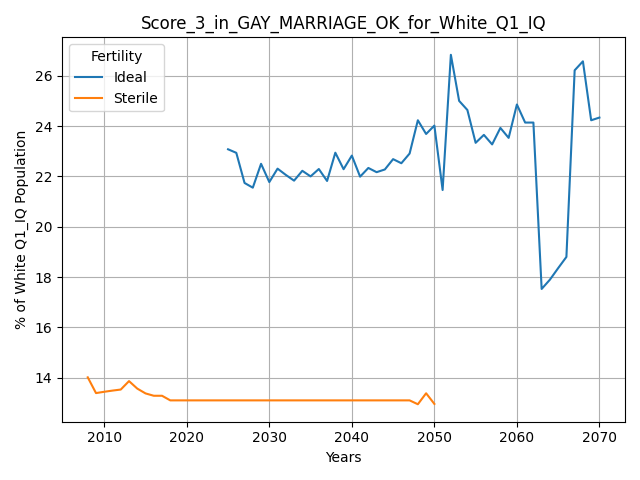 Score_3_in_GAY_MARRIAGE_OK_for_White_Q1_IQ
Fertility
Ideal
Sterile
% of White Q1_IQ Population
26
24
22
20
18
16
14
2010 2020 2030 2040 2050 2060 2070
Years